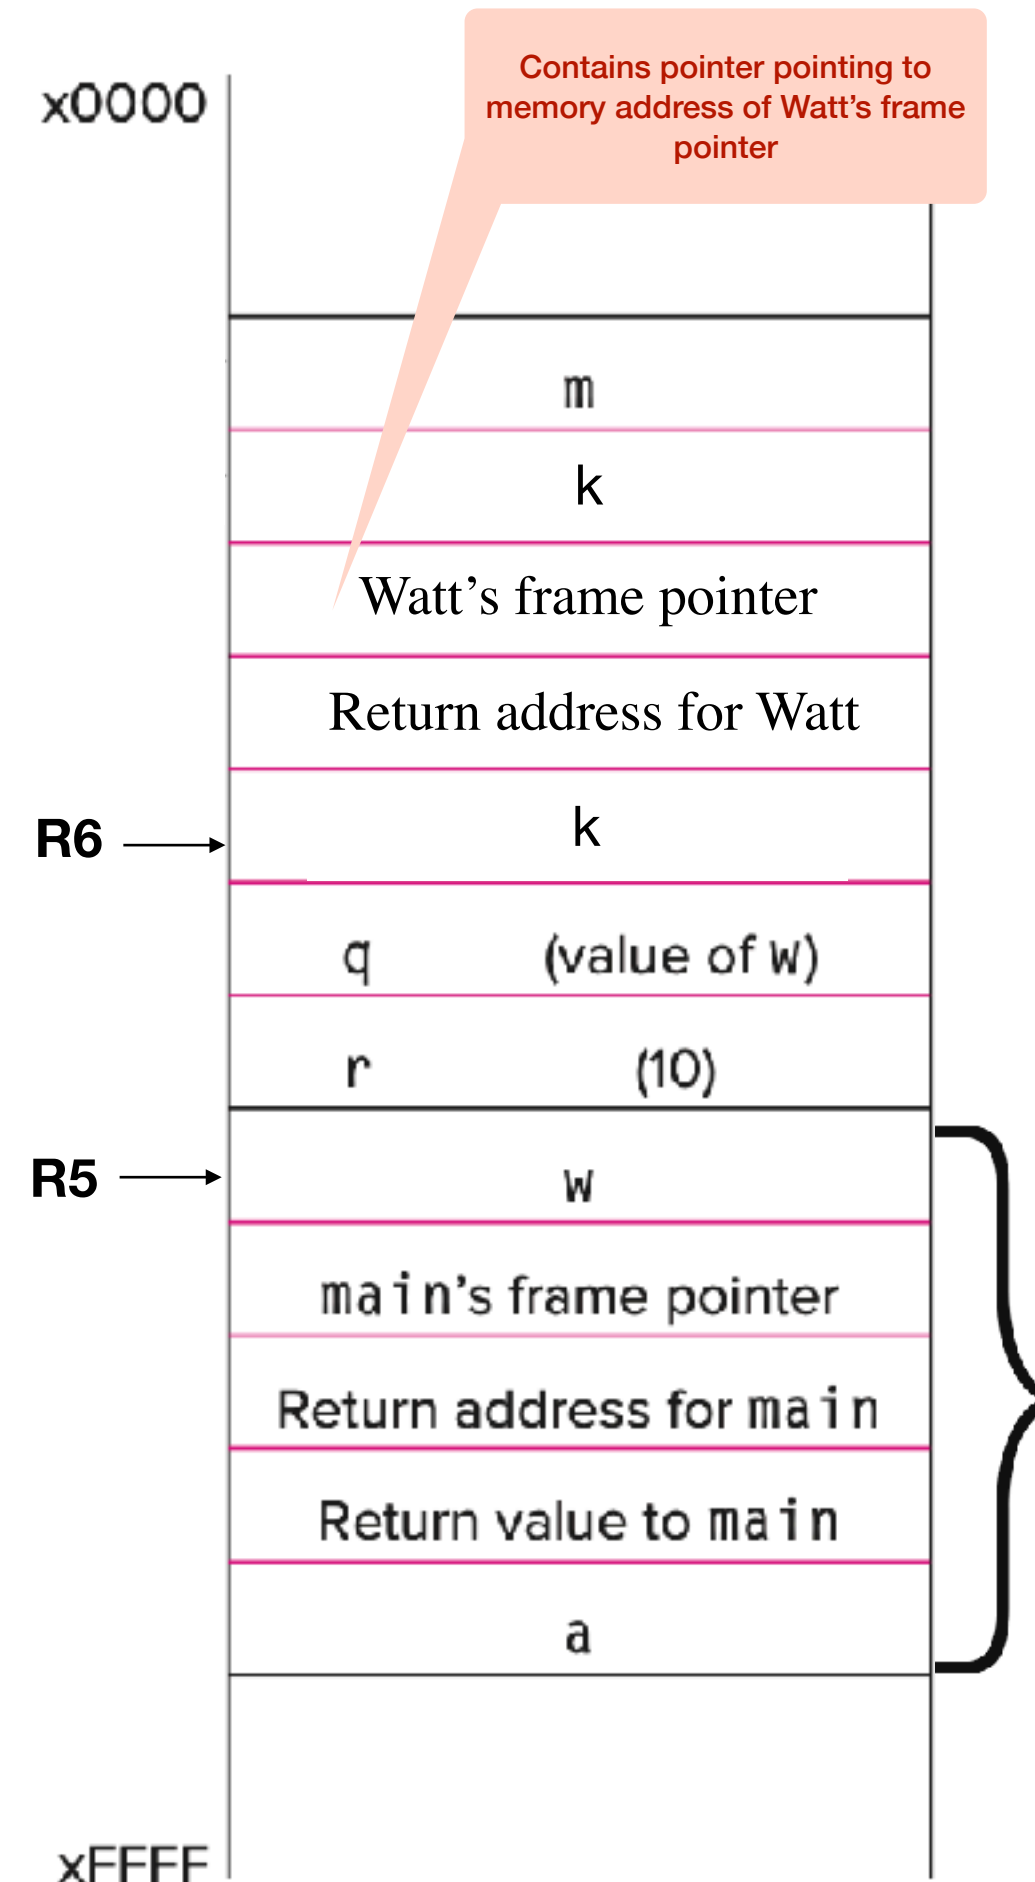 Contains pointer pointing to
memory address of Watt’s frame
pointer
x0000
m
k
Watt’s frame pointer
Return address for Watt
R6
k
q (value of w)
r (10)
R5
w
main’s frame pointer
Return address for main
Return value to main
a
xFFFF